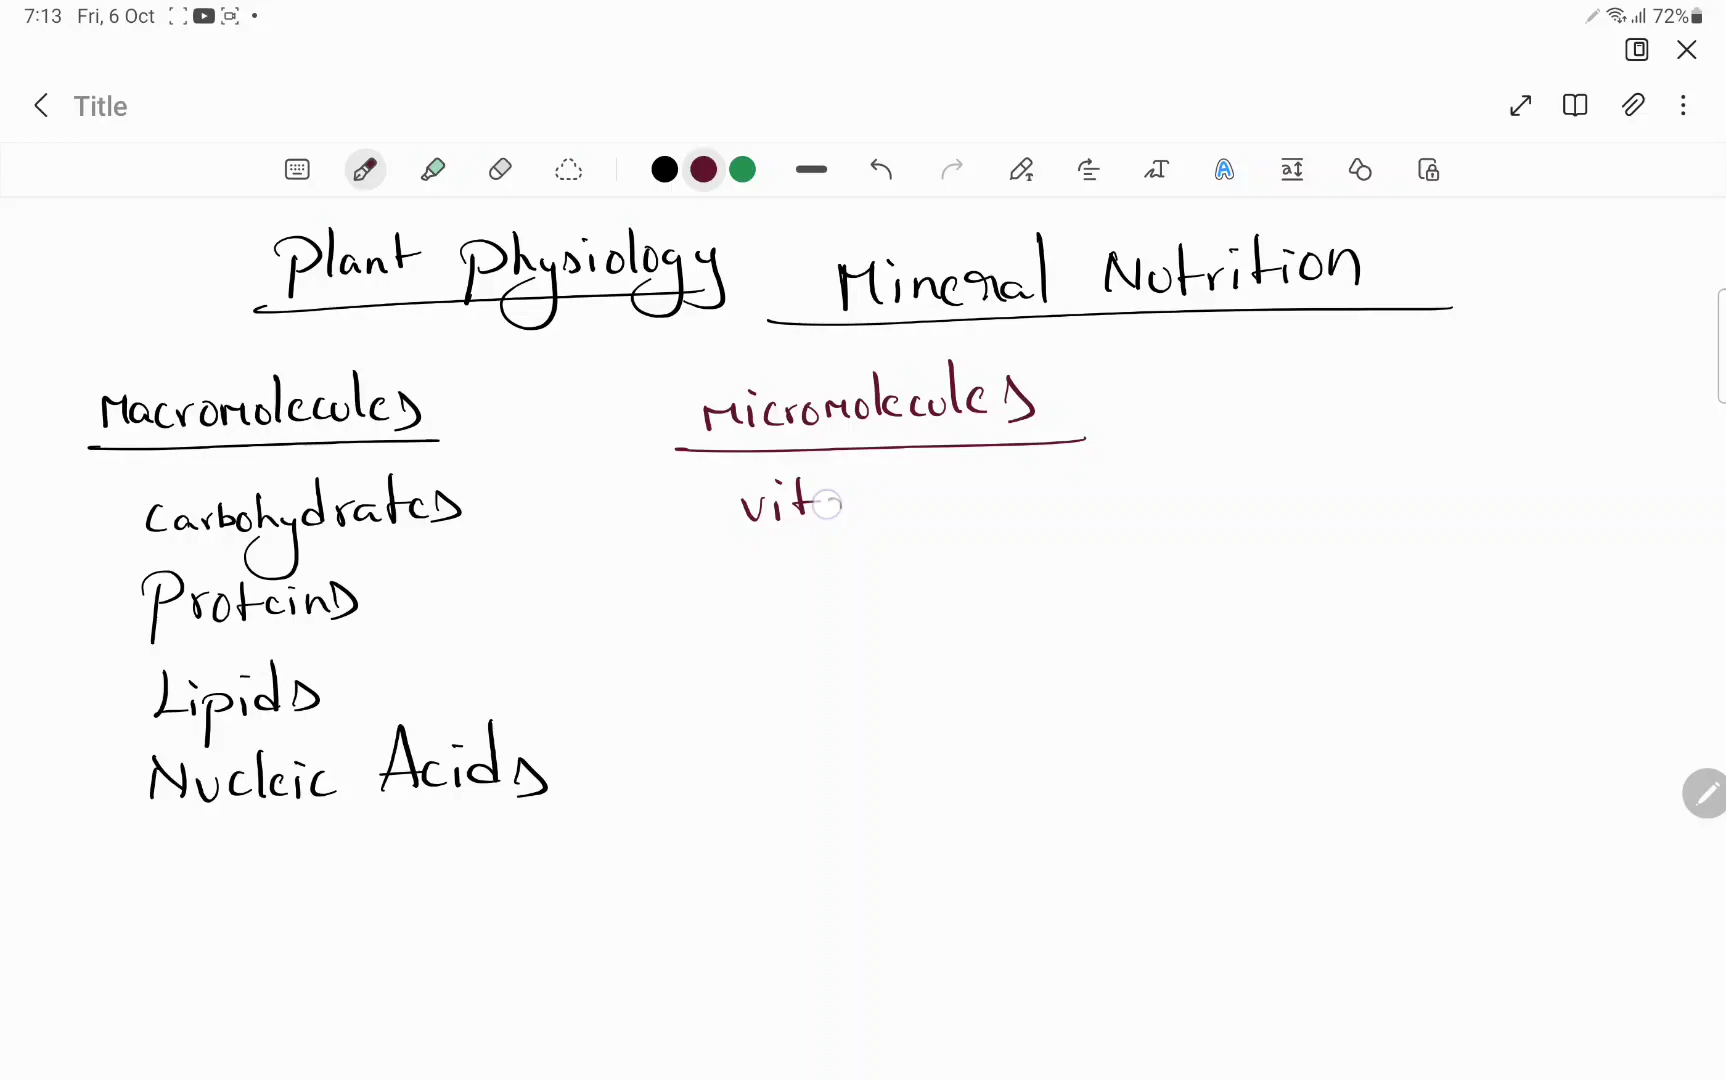 7:13 Fri, 6 Oct
72%
Title
Plant Physiology Mineral Nutrition
Macromolecules
Micromolecules
Carbohydrates
vit
Proteins
Lipids
Nucleic Acids